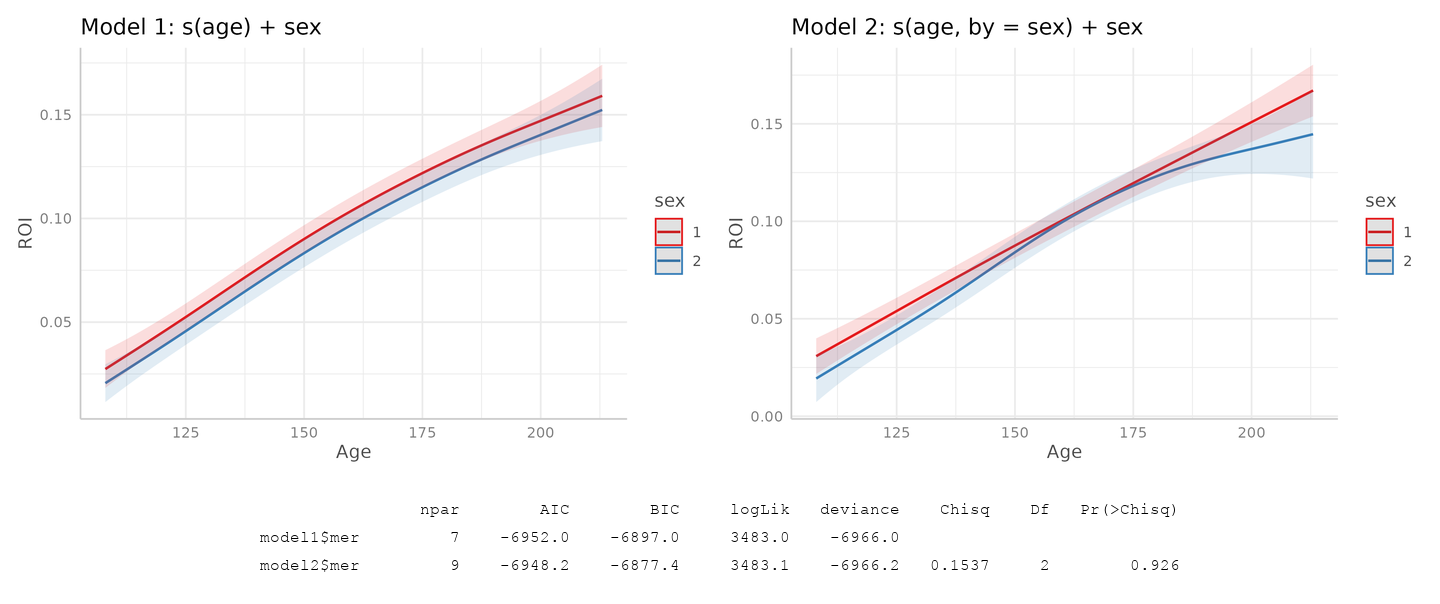 Model 1: s(age) + sex
0.15
0.10
0.05
ROI
125 150 175 200
Age
sex
1
2
Model 2: s(age, by = sex) + sex
0.15
0.10
0.05
0.00
ROI
125 150 175 200
Age
sex
1
2
npar AIC BIC logLik deviance Chisq Df Pr(>Chisq)
model1$mer 7 -6952.0 -6897.0 3483.0 -6966.0
model2$mer 9 -6948.2 -6877.4 3483.1 -6966.2 0.1537 2 0.926